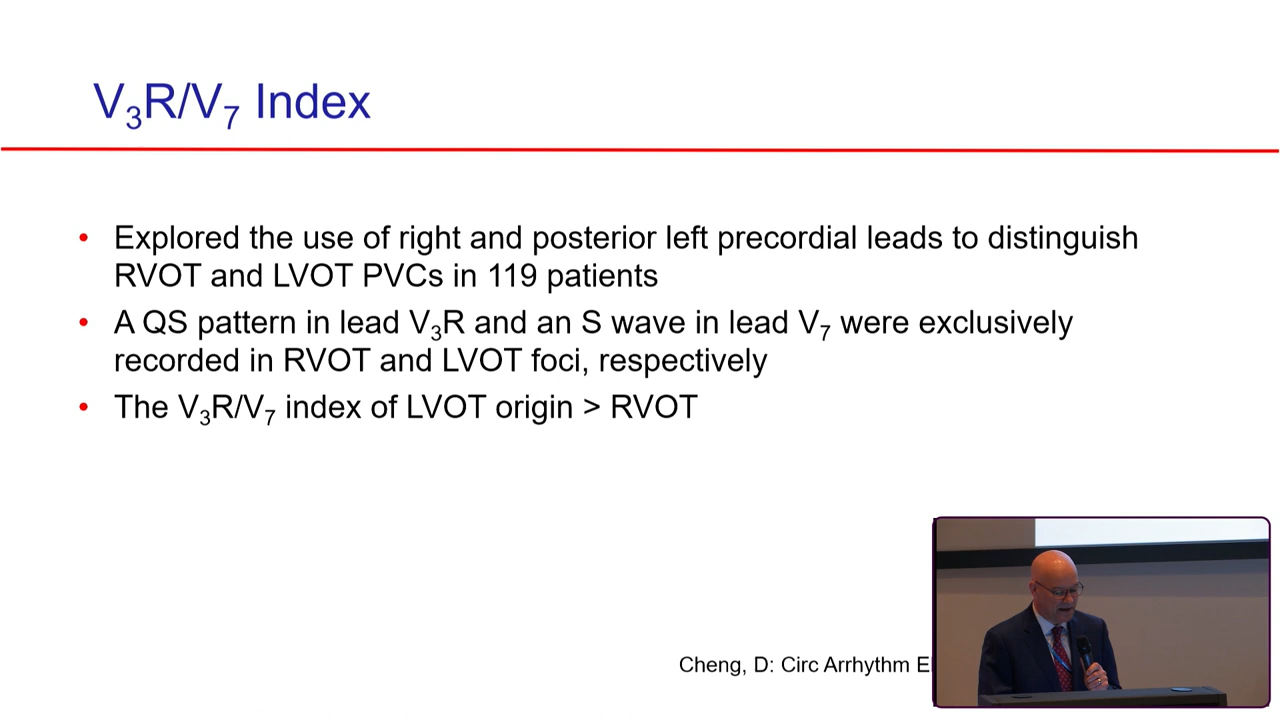 V₃R/V₇ Index
• Explored the use of right and posterior left precordial leads to distinguish
RVOT and LVOT PVCs in 119 patients
• A QS pattern in lead V₃R and an S wave in lead V₇ were exclusively
recorded in RVOT and LVOT foci, respectively
• The V₃R/V₇ index of LVOT origin > RVOT
Cheng, D: Circ Arrhythm